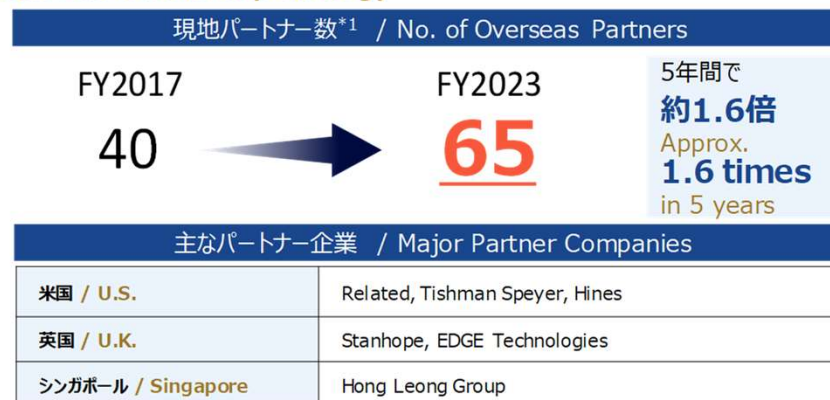 現地パートナー数*1 / No. of Overseas Partners
FY2017
FY2023
40
65
5年間で
約1.6倍
Approx.
1.6 times
in 5 years
主なパートナー企業 / Major Partner Companies
米国 / U.S.
Related, Tishman Speyer, Hines
英国 / U.K.
Stanhope, EDGE Technologies
シンガポール / Singapore
Hong Leong Group